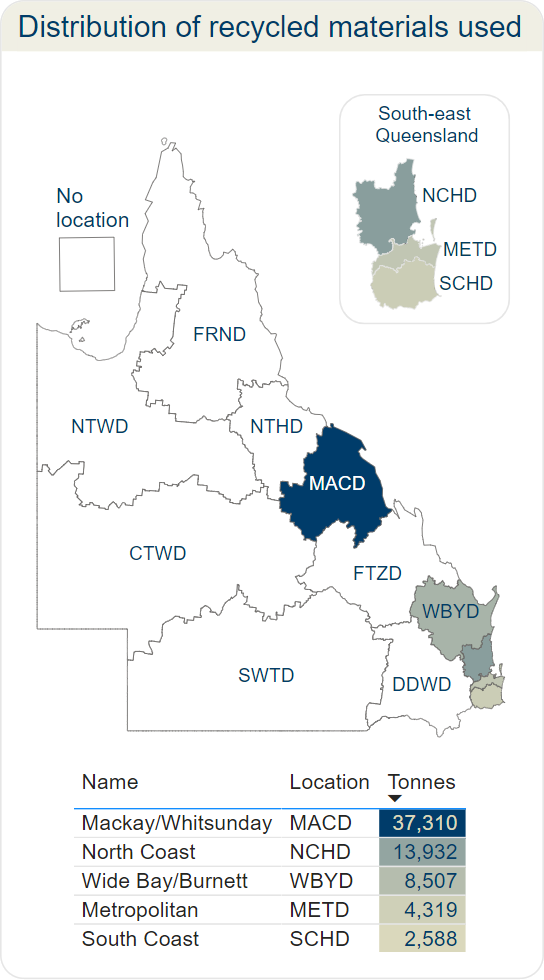 Distribution of recycled materials used
South-east
Queensland
NCHD
METD
SCHD
No
location
FRND
NTWD
NTHD
MACD
CTWD
FTZD
WBYD
SWTD
DDWD
Name Location Tonnes
Mackay/Whitsunday MACD 37,310
North Coast NCHD 13,932
Wide Bay/Burnett WBYD 8,507
Metropolitan METD 4,319
South Coast SCHD 2,588